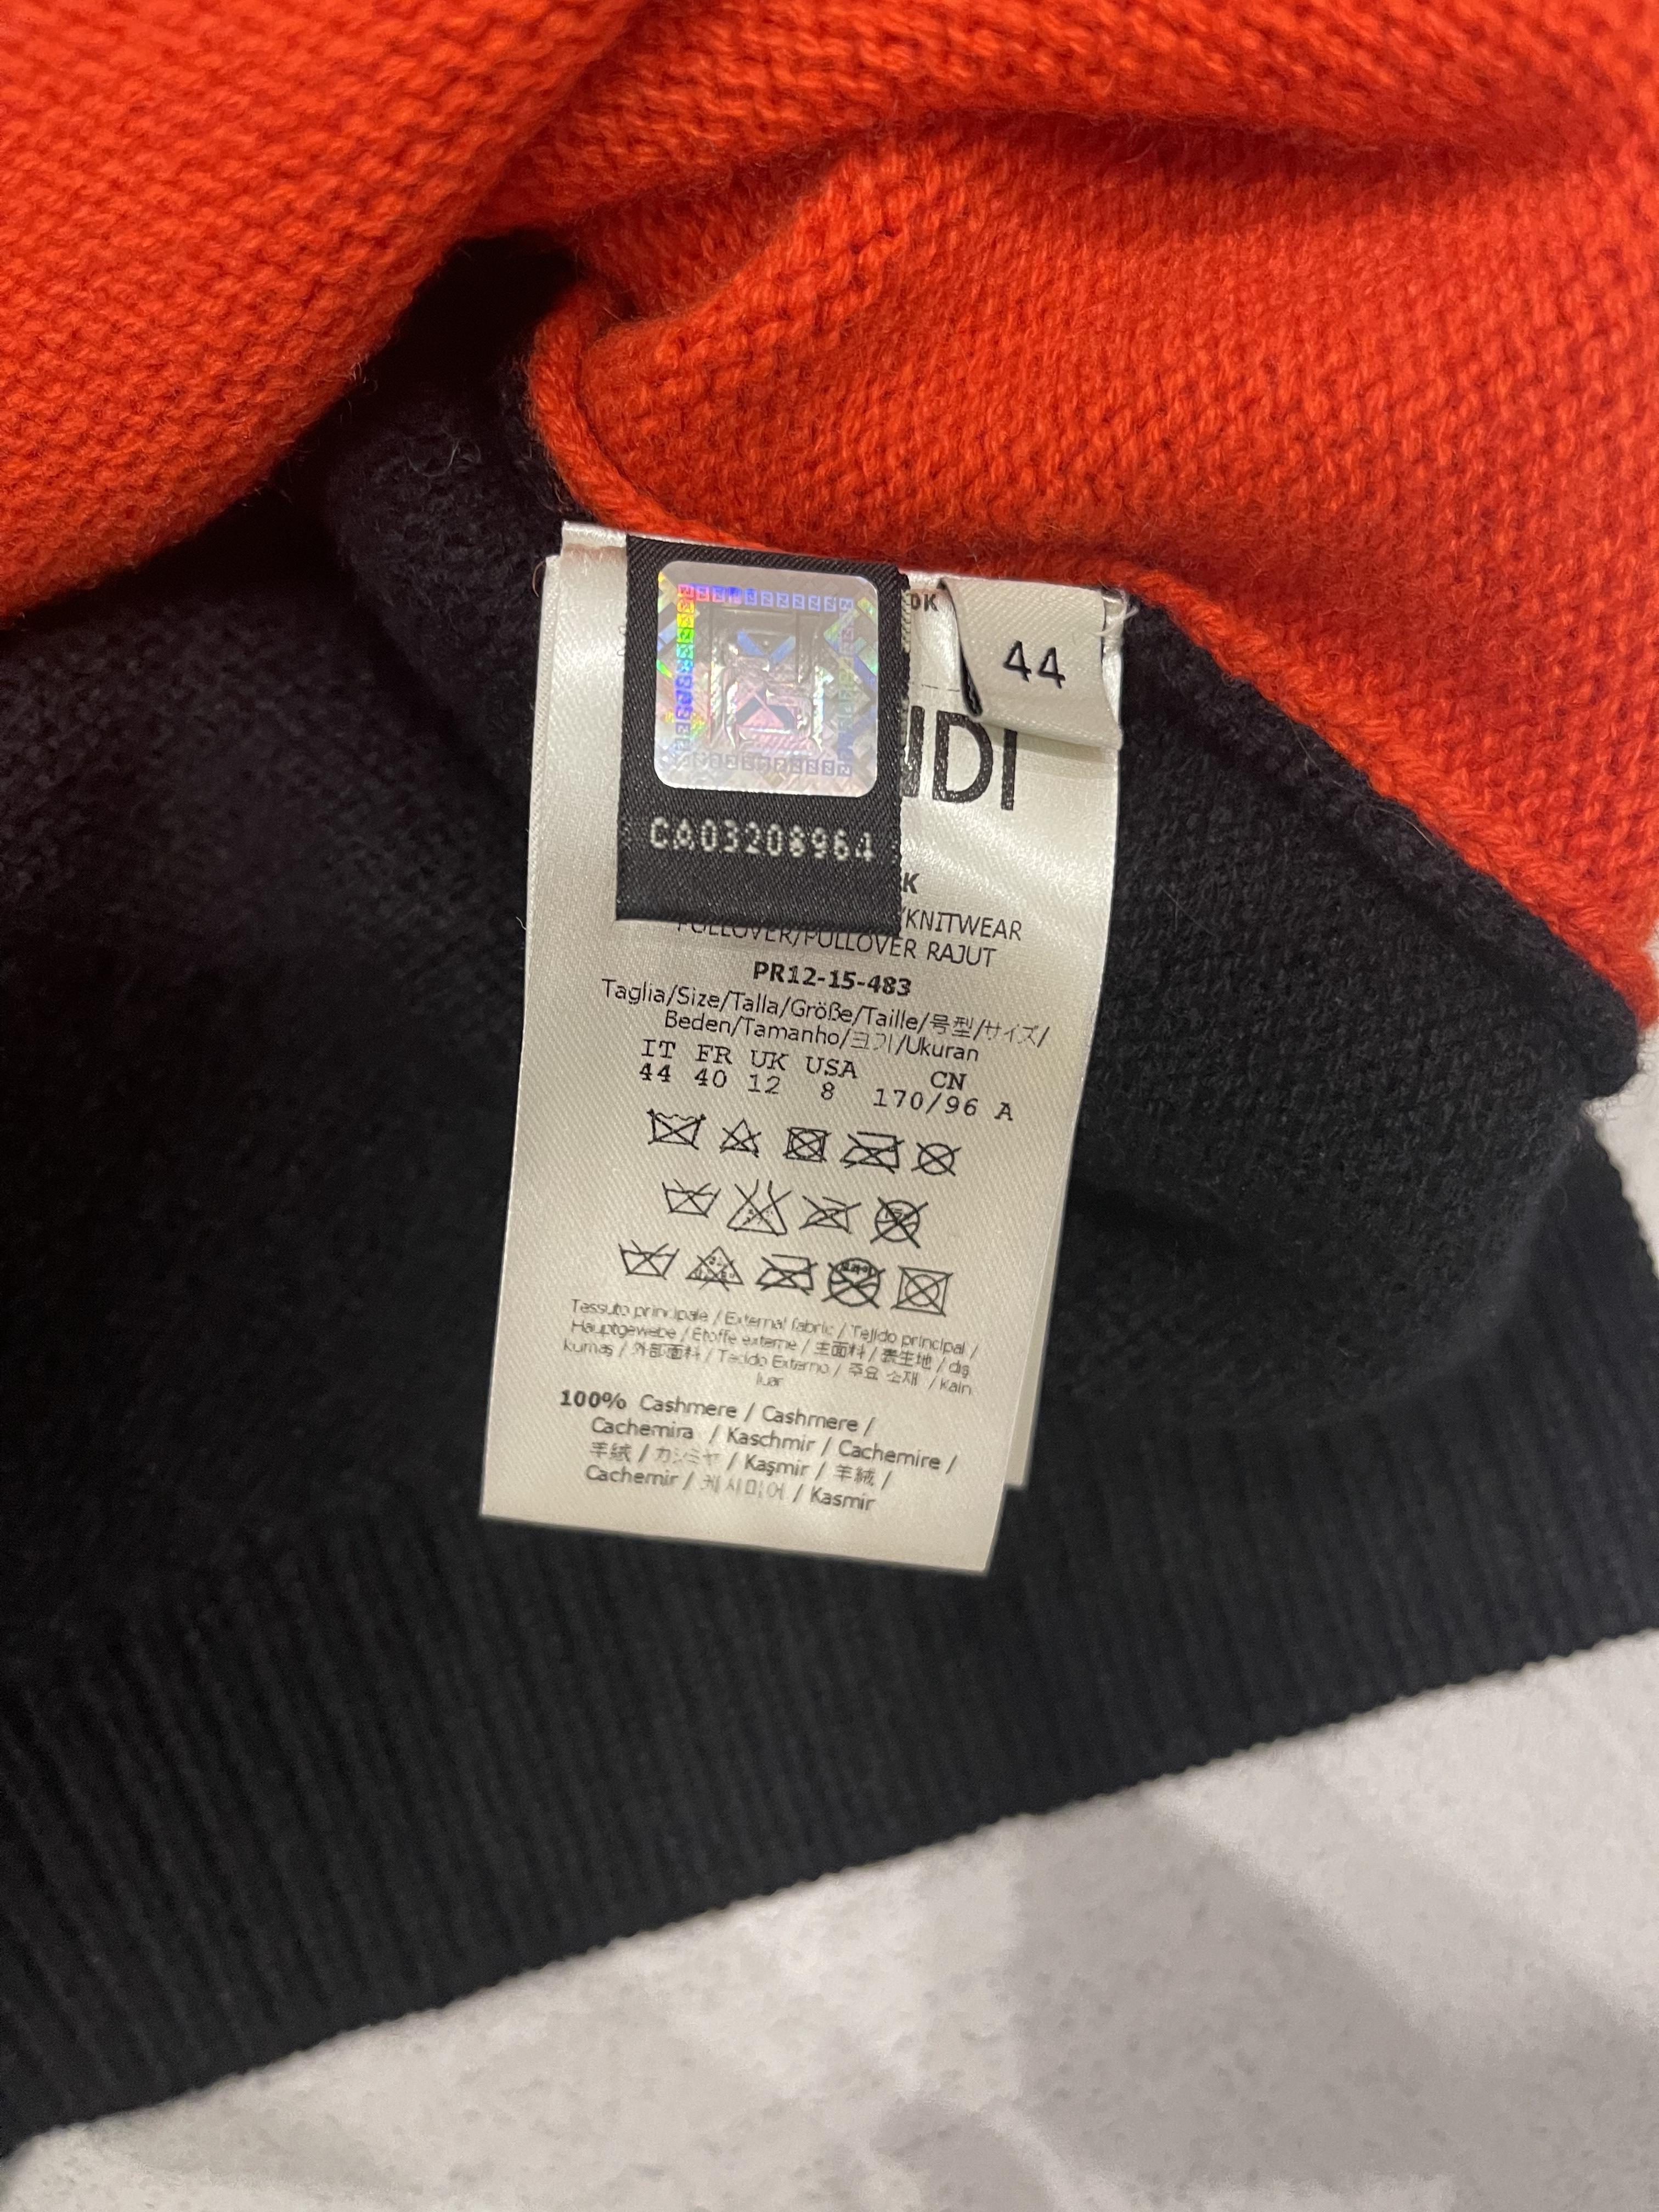 OK
44
NDI
CA03208964
K
/KNITWEAR
PULLOVER/PULLOVER RAJUT
PR12-15-483
Taglia/Size/Talla/Größe/Taille/号型/サイズ/
Beden/Tamanho/크기/Ukuran
IT FR UK USA CN
44 40 12 8 170/96 A
Tessuto principale / External fabric / Tejido principal /
Hauptgewebe / Etoffe externe / 主面料 / 表生地 / dış
kumaş / 外部面料 / Tecido Externo / 주요 소재 / Kain
luar
100% Cashmere / Cashmere /
Cachemira / Kaschmir / Cachemire /
羊絨 / カシミヤ / Kaşmir / 羊絨 /
Cachemir / 캐시미어 / Kasmir